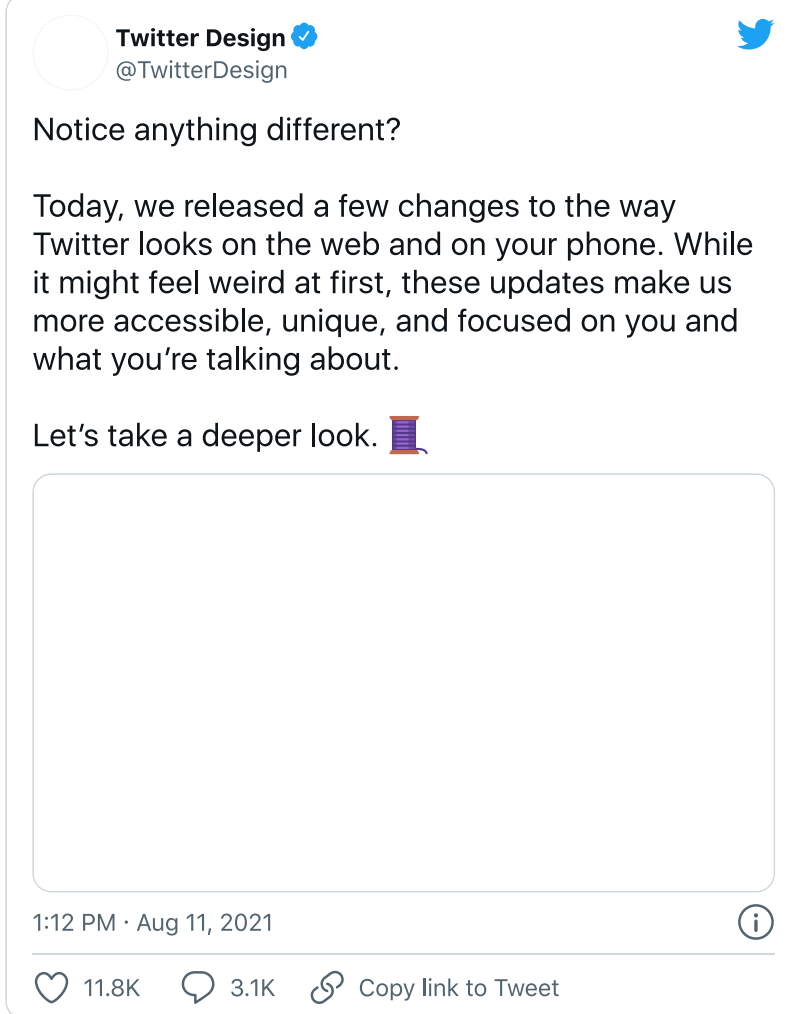 Twitter Design
@TwitterDesign
Notice anything different?
Today, we released a few changes to the way
Twitter looks on the web and on your phone. While
it might feel weird at first, these updates make us
more accessible, unique, and focused on you and
what you’re talking about.
Let’s take a deeper look. 🧵
1:12 PM · Aug 11, 2021
11.8K 3.1K Copy link to Tweet